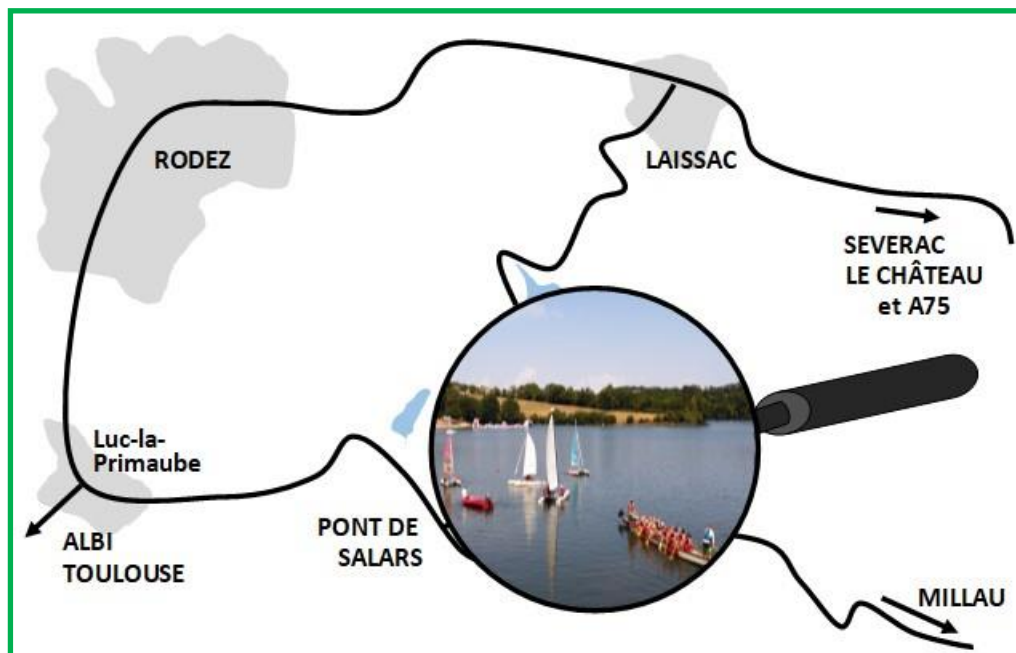 RODEZ
LAISSAC
SEVERAC
LE CHÂTEAU
et A75
Luc-la-
Primaube
ALBI
TOULOUSE
PONT DE
SALARS
MILLAU